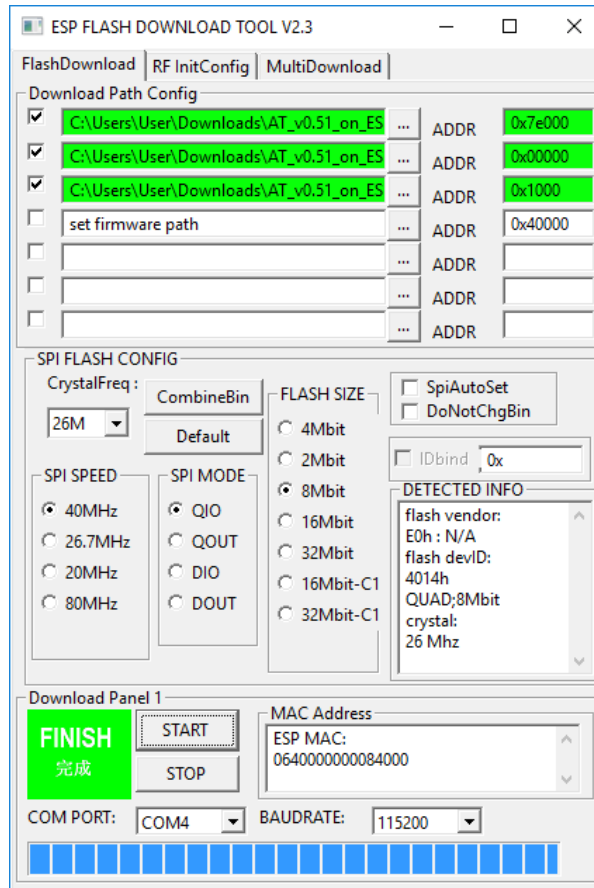 ESP FLASH DOWNLOAD TOOL V2.3
FlashDownload RF InitConfig MultiDownload
Download Path Config
C:\Users\User\Downloads\AT_v0.51_on_ES ... ADDR 0x7e000
C:\Users\User\Downloads\AT_v0.51_on_ES ... ADDR 0x00000
C:\Users\User\Downloads\AT_v0.51_on_ES ... ADDR 0x1000
set firmware path ... ADDR 0x40000
... ADDR
... ADDR
... ADDR
SPI FLASH CONFIG
CrystalFreq :
26M
CombineBin
Default
SPI SPEED
40MHz
26.7MHz
20MHz
80MHz
SPI MODE
QIO
QOUT
DIO
DOUT
FLASH SIZE
4Mbit
2Mbit
8Mbit
16Mbit
32Mbit
16Mbit-C1
32Mbit-C1
SpiAutoSet
DoNotChgBin
IDbind 0x
DETECTED INFO
flash vendor:
E0h : N/A
flash devID:
4014h
QUAD;8Mbit
crystal:
26 Mhz
Download Panel 1
FINISH
完成
START
STOP
MAC Address
ESP MAC:
0640000000084000
COM PORT: COM4 BAUDRATE: 115200